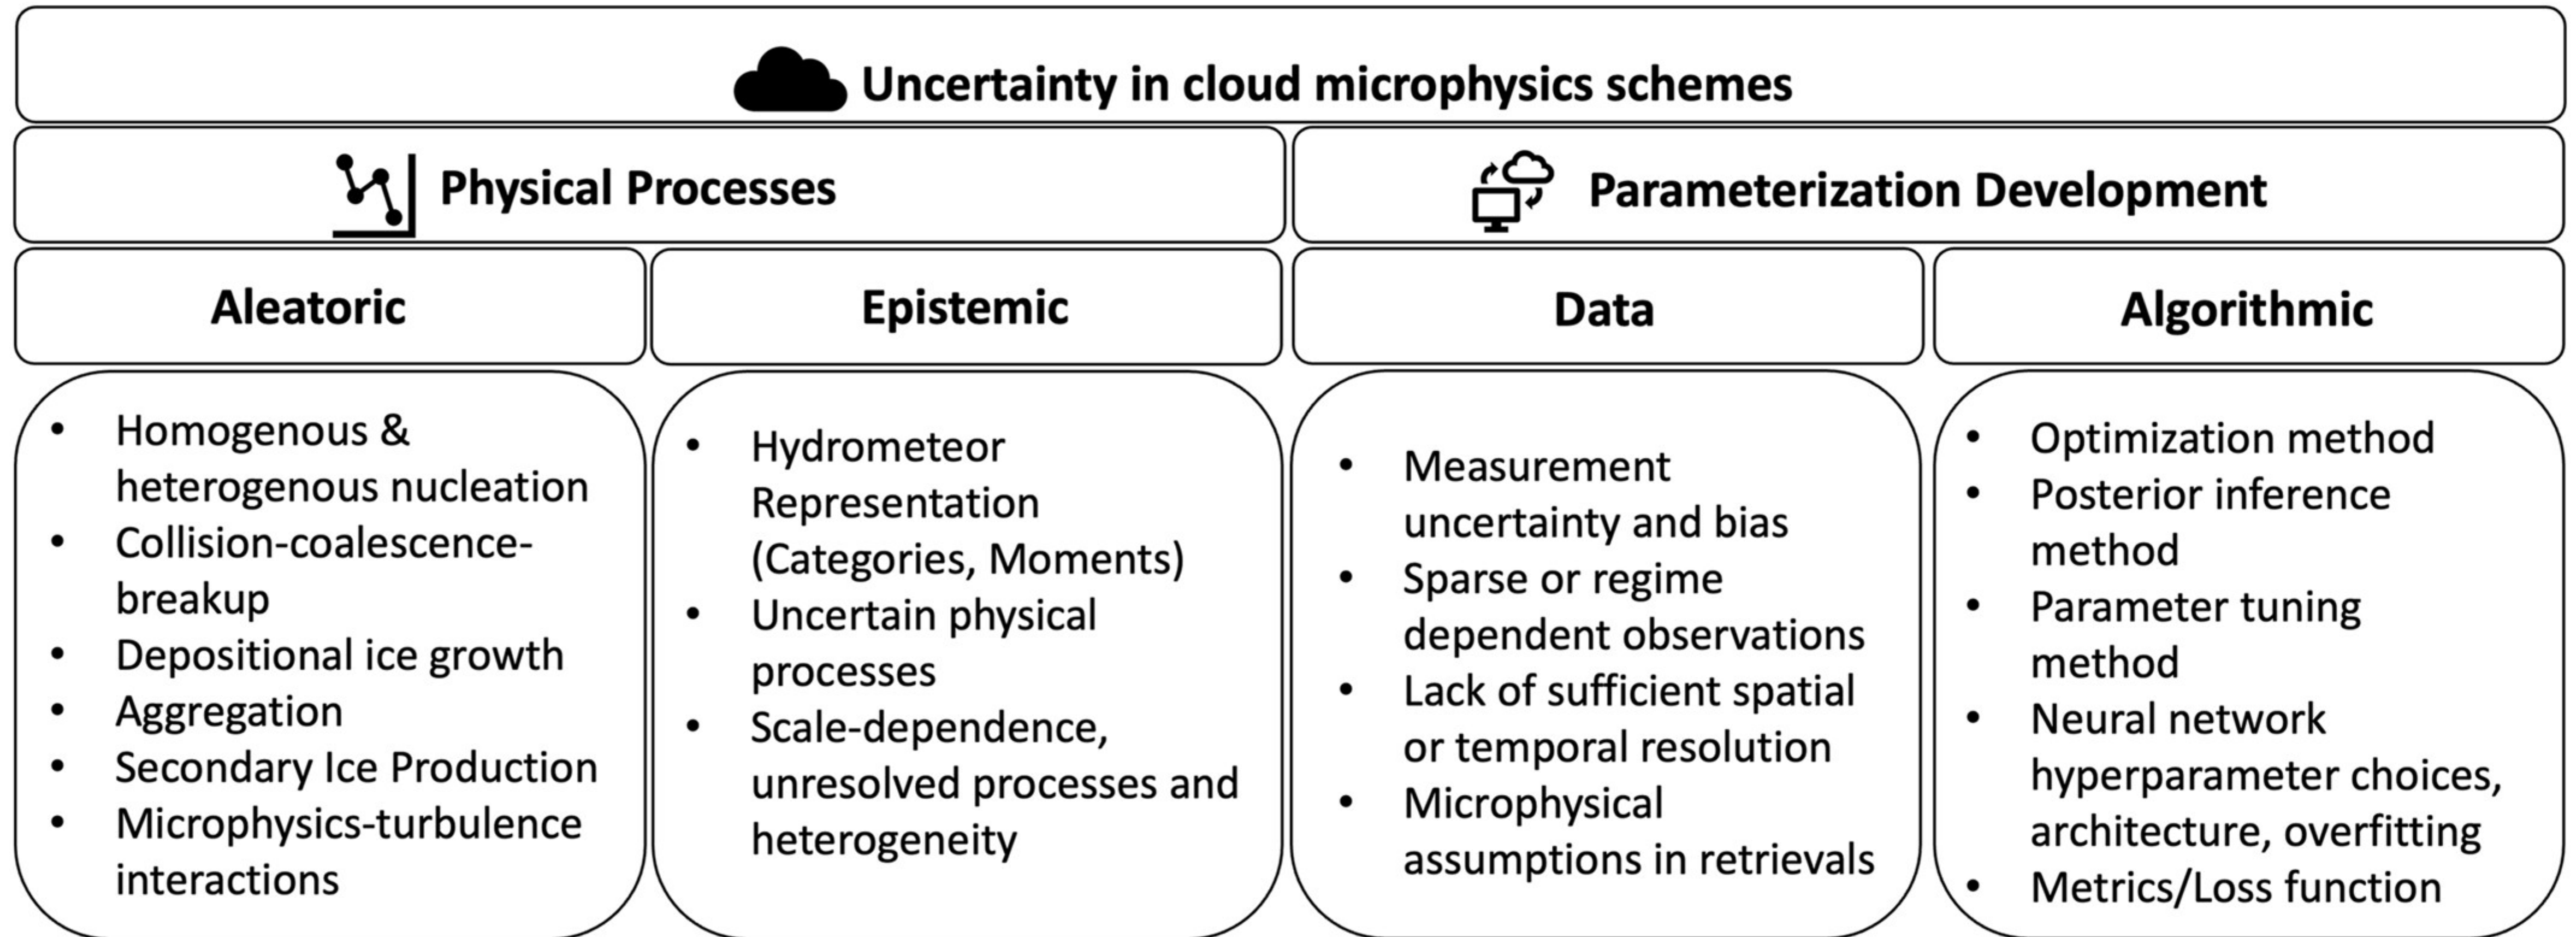 Uncertainty in cloud microphysics schemes
Physical Processes
Parameterization Development
Aleatoric
Epistemic
Data
Algorithmic
• Homogenous &
heterogenous nucleation
• Collision-coalescence-
breakup
• Depositional ice growth
• Aggregation
• Secondary Ice Production
• Microphysics-turbulence
interactions
• Hydrometeor
Representation
(Categories, Moments)
• Uncertain physical
processes
• Scale-dependence,
unresolved processes and
heterogeneity
• Measurement
uncertainty and bias
• Sparse or regime
dependent observations
• Lack of sufficient spatial
or temporal resolution
• Microphysical
assumptions in retrievals
• Optimization method
• Posterior inference
method
• Parameter tuning
method
• Neural network
hyperparameter choices,
architecture, overfitting
• Metrics/Loss function